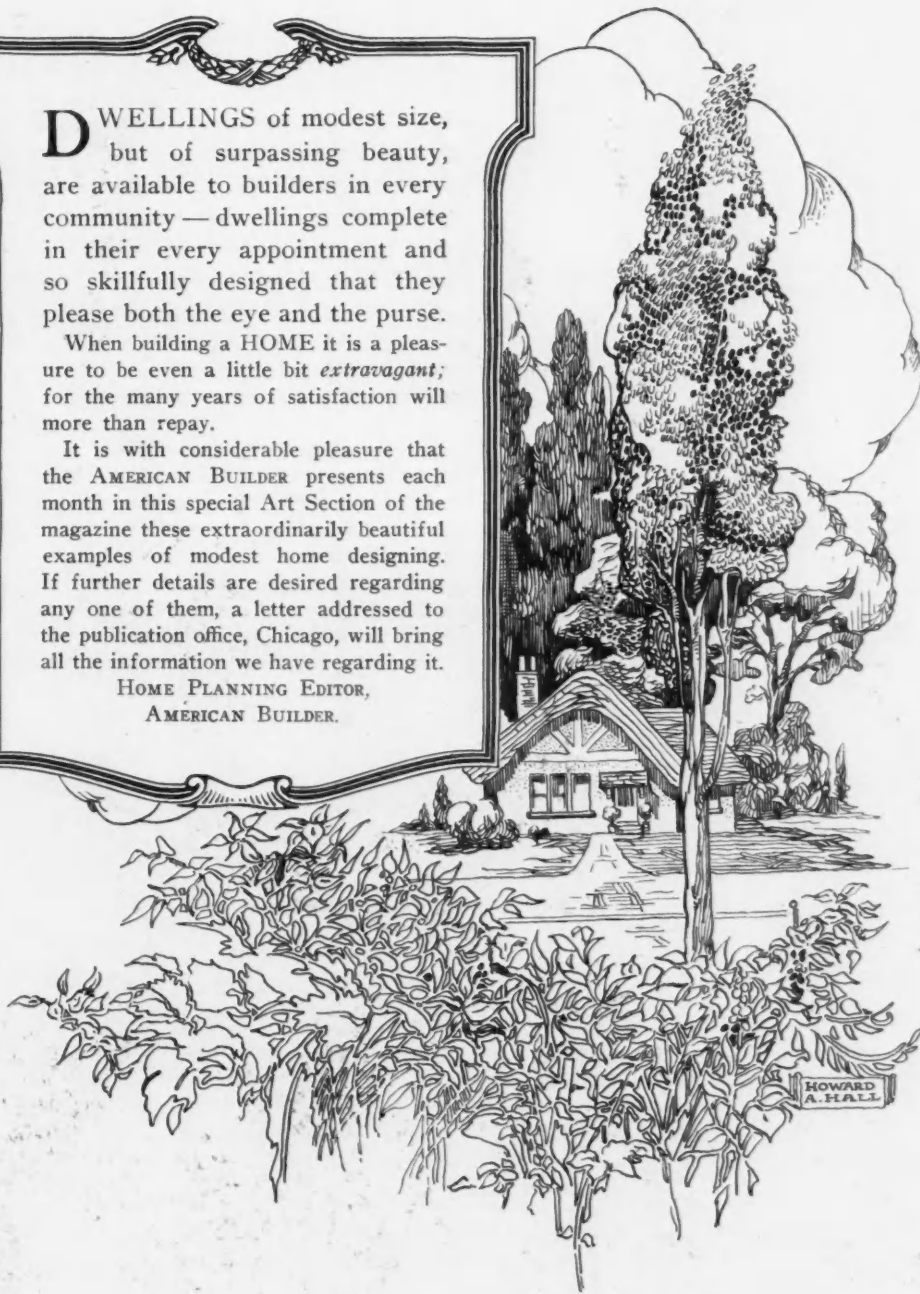 DWELLINGS of modest size,
but of surpassing beauty,
are available to builders in every
community — dwellings complete
in their every appointment and
so skillfully designed that they
please both the eye and the purse.
When building a HOME it is a pleas-
ure to be even a little bit extravagant;
for the many years of satisfaction will
more than repay.
It is with considerable pleasure that
the AMERICAN BUILDER presents each
month in this special Art Section of the
magazine these extraordinarily beautiful
examples of modest home designing.
If further details are desired regarding
any one of them, a letter addressed to
the publication office, Chicago, will bring
all the information we have regarding it.
HOME PLANNING EDITOR,
AMERICAN BUILDER.
HOWARD
A. HALL